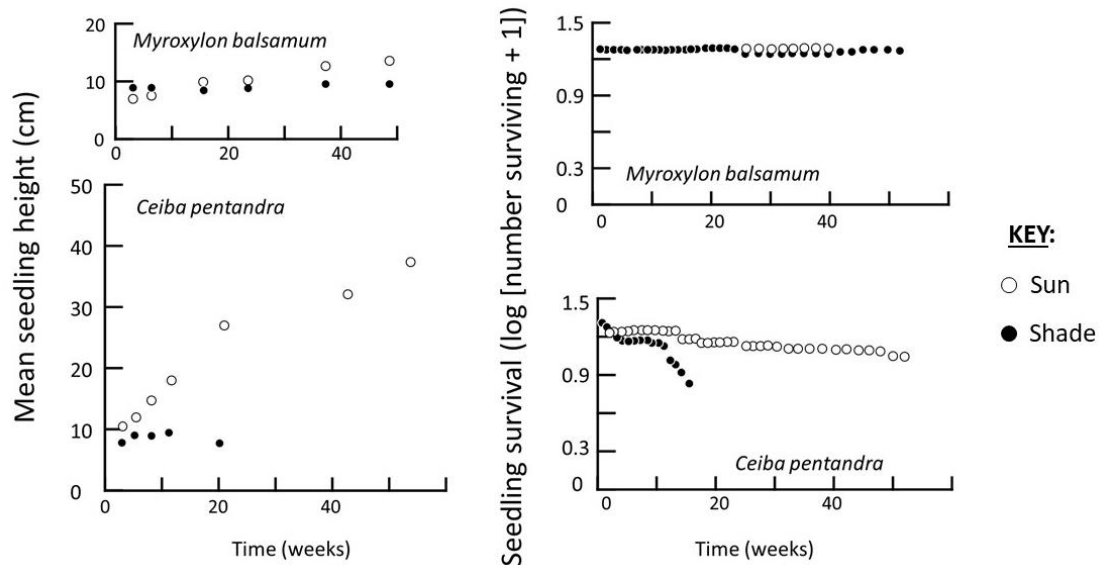 Mean seedling height (cm)
20
10
0
Myroxylon balsamum
0
20
40
50
40
30
20
10
0
Ceiba pentandra
0
20
40
Time (weeks)
Seedling survival (log [number surviving + 1])
1.5
0.9
0.3
0
Myroxylon balsamum
0
20
40
1.5
0.9
0.3
0
Ceiba pentandra
0
20
40
Time (weeks)
KEY:
Sun
Shade